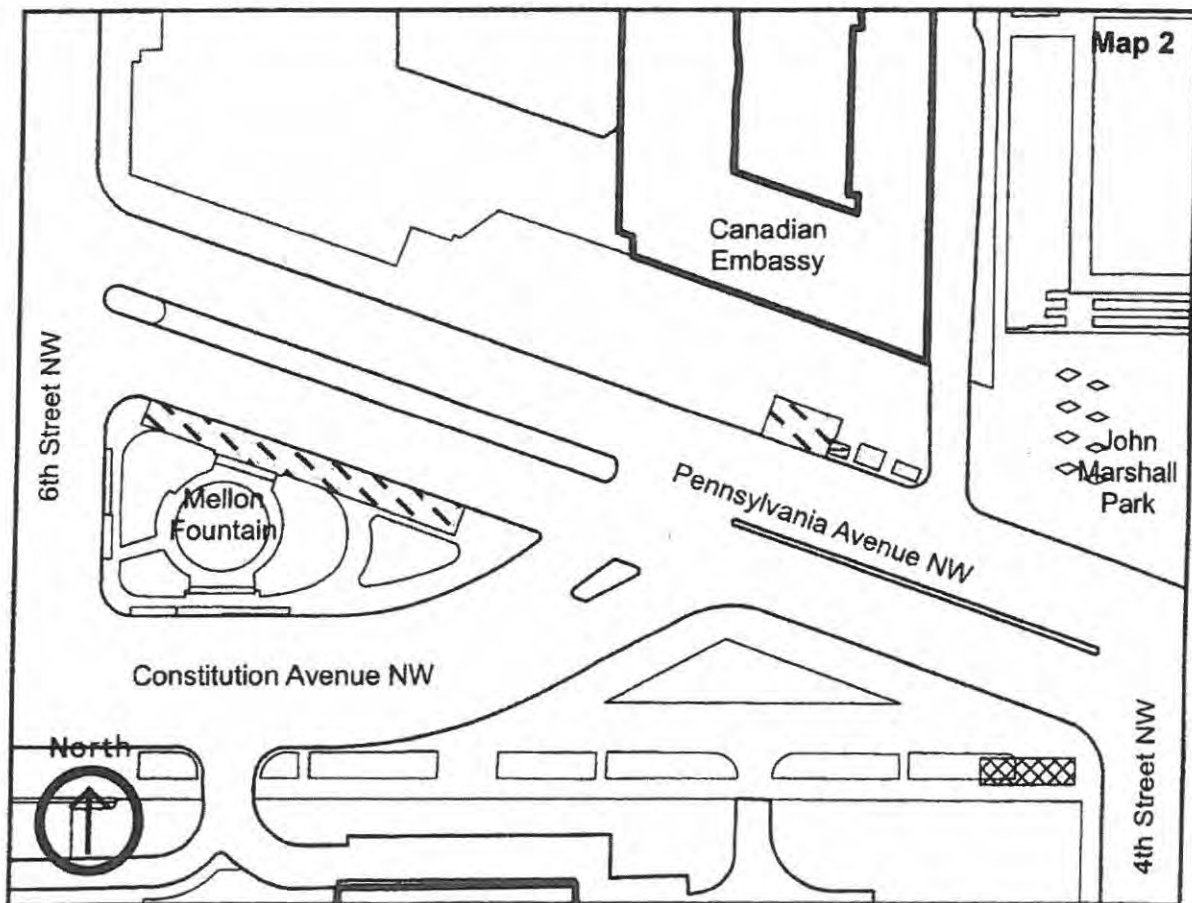 Map 2
Canadian
Embassy
6th Street NW
Mellon
Fountain
Pennsylvania Avenue NW
John
Marshall
Park
Constitution Avenue NW
North
4th Street NW